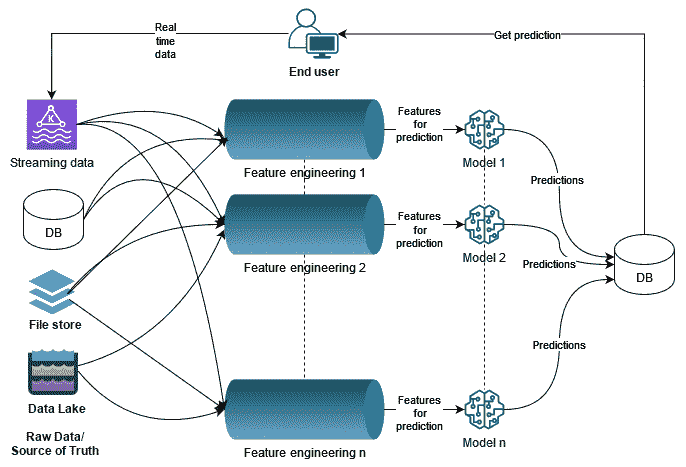 Real
time
data
End user
Get prediction
K
Streaming data
Feature engineering 1
Features
for
prediction
Model 1
Predictions
DB
Feature engineering 2
Features
for
prediction
Model 2
Predictions
DB
File store
Predictions
Data Lake
Feature engineering n
Features
for
prediction
Model n
Raw Data/
Source of Truth